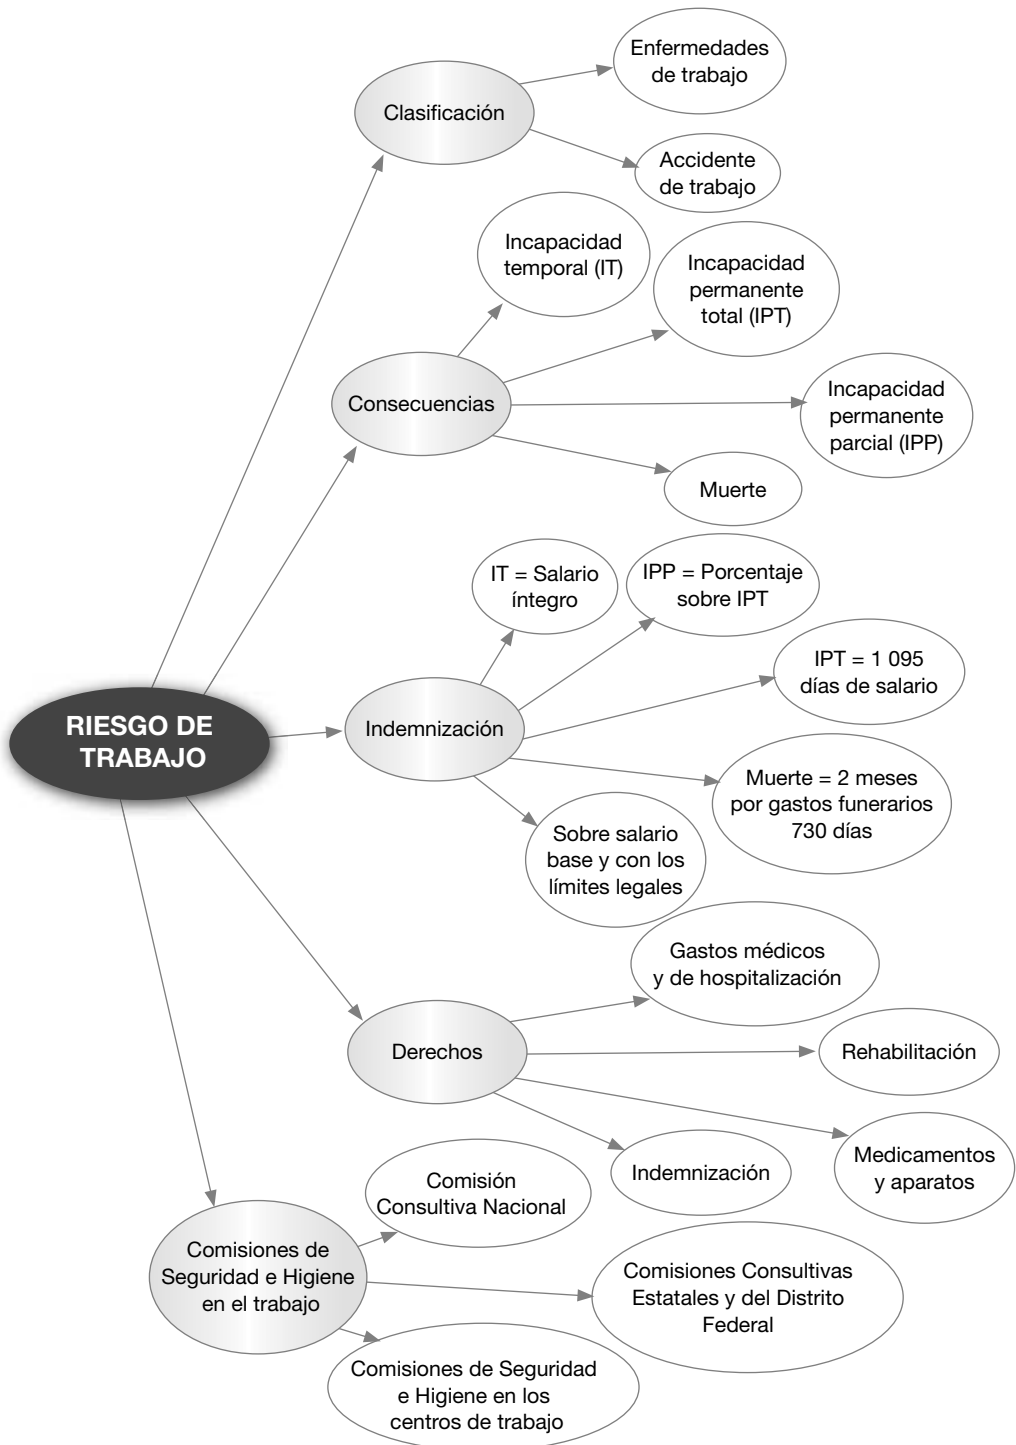 Enfermedades
de trabajo
Clasificación
Accidente
de trabajo
Incapacidad
temporal (IT)
Incapacidad
permanente
total (IPT)
Consecuencias
Incapacidad
permanente
parcial (IPP)
Muerte
IT = Salario
íntegro
IPP = Porcentaje
sobre IPT
IPT = 1 095
días de salario
RIESGO DE
TRABAJO
Indemnización
Muerte = 2 meses
por gastos funerarios
730 días
Sobre salario
base y con los
límites legales
Gastos médicos
y de hospitalización
Derechos
Rehabilitación
Medicamentos
y aparatos
Indemnización
Comisión
Consultiva Nacional
Comisiones de
Seguridad e Higiene
en el trabajo
Comisiones Consultivas
Estatales y del Distrito
Federal
Comisiones de Seguridad
e Higiene en los
centros de trabajo